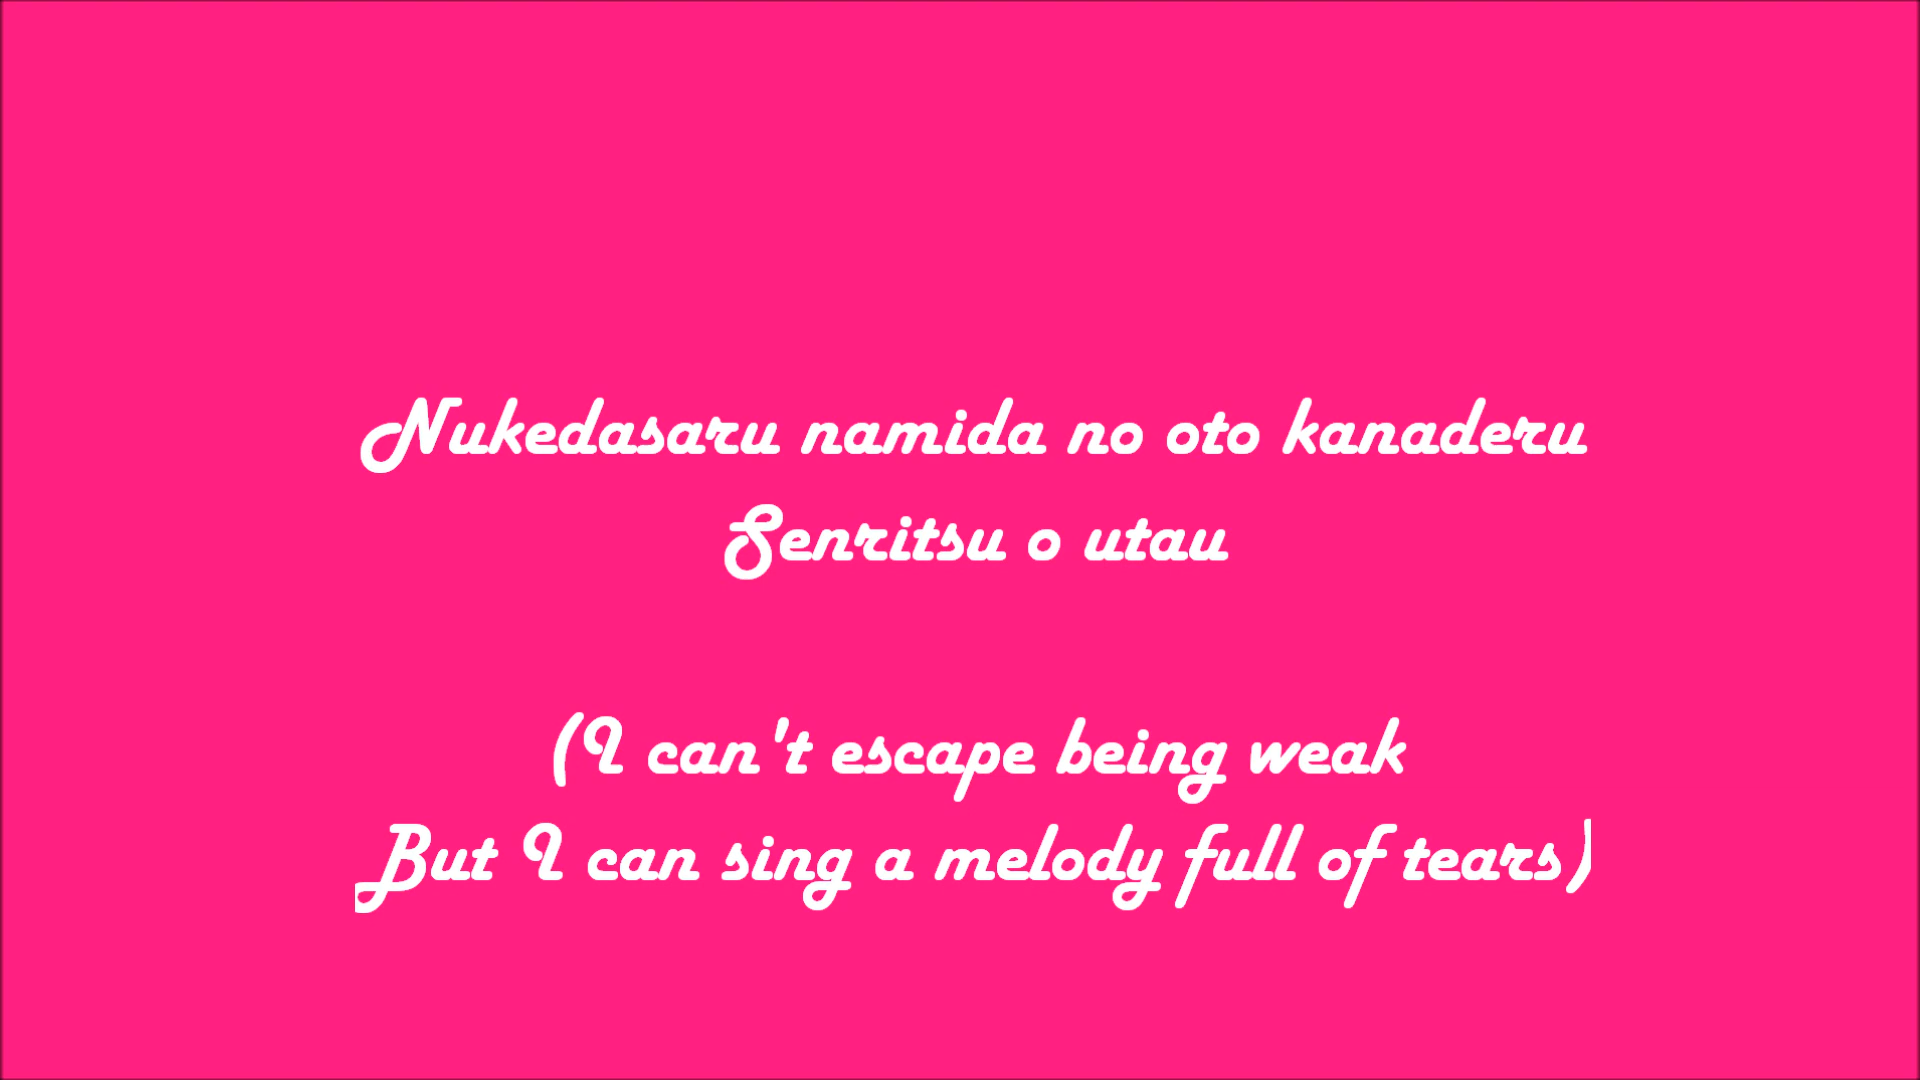 Nukedasaru namida no oto kanaderu
Senritsu o utau
(I can't escape being weak
But I can sing a melody full of tears)